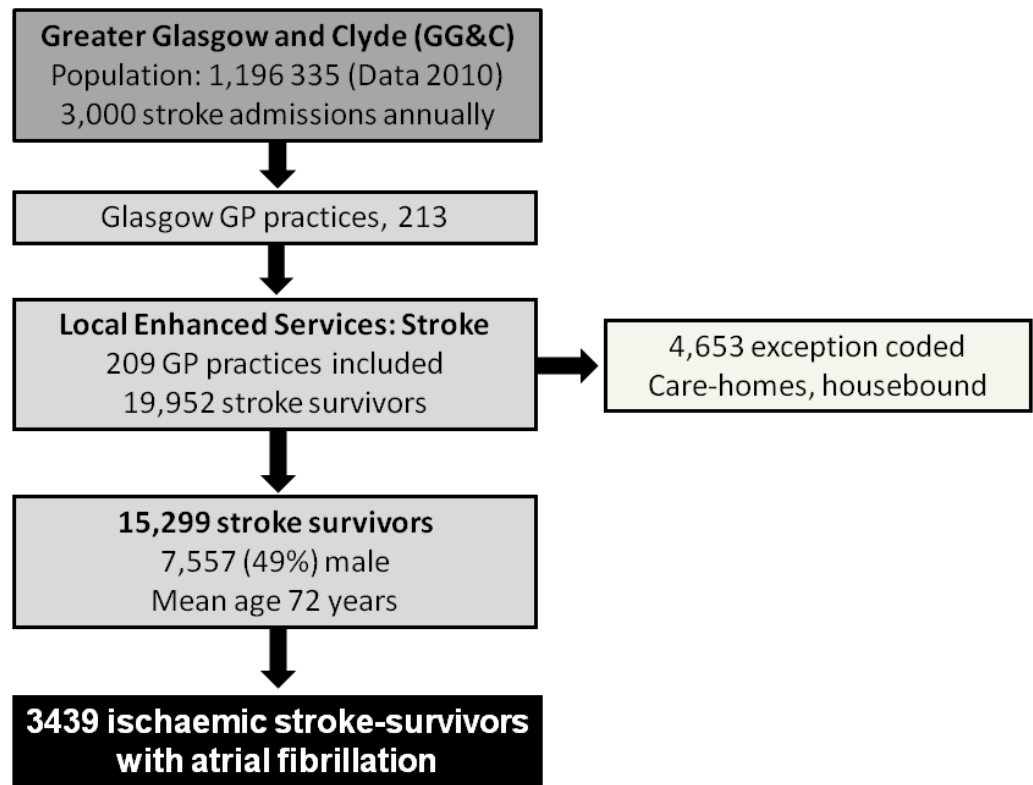 Greater Glasgow and Clyde (GG&C)
Population: 1,196 335 (Data 2010)
3,000 stroke admissions annually
Glasgow GP practices, 213
Local Enhanced Services: Stroke
209 GP practices included
19,952 stroke survivors
4,653 exception coded
Care-homes, housebound
15,299 stroke survivors
7,557 (49%) male
Mean age 72 years
3439 ischaemic stroke-survivors
with atrial fibrillation